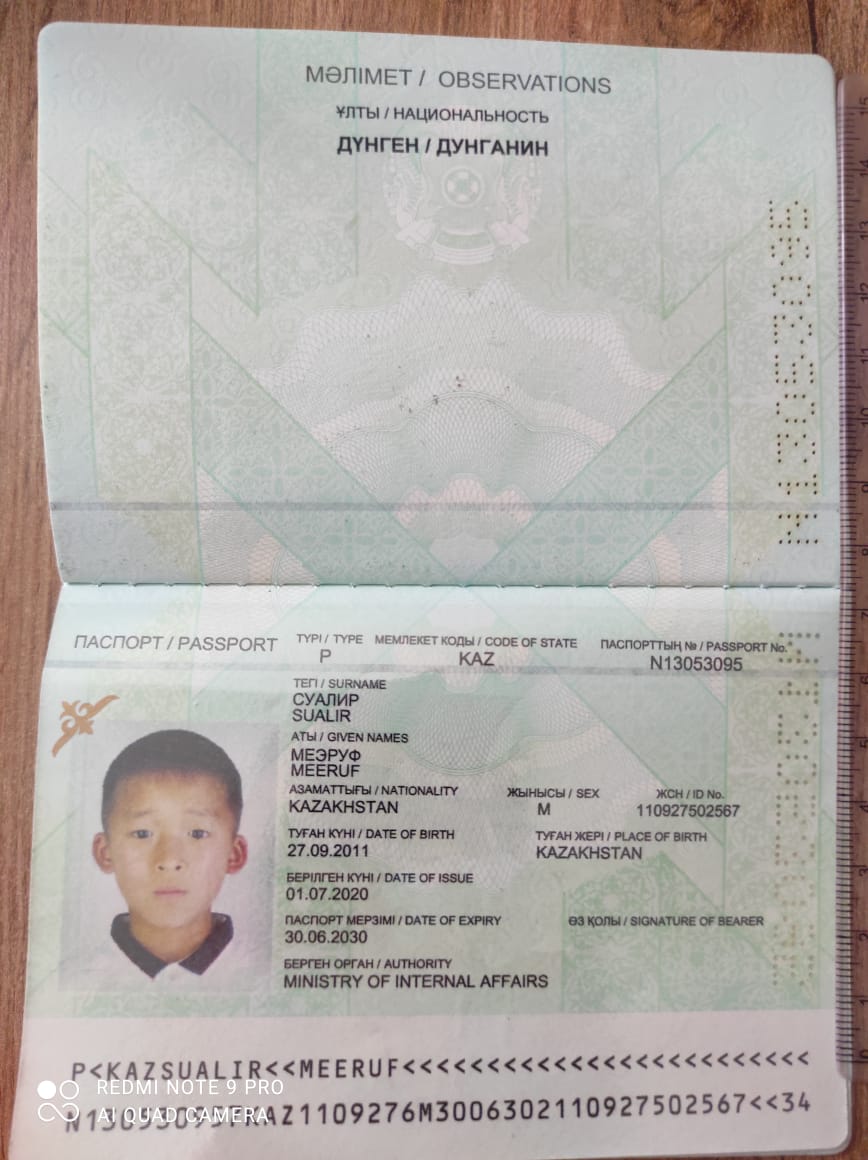 МӘЛІМЕТ / OBSERVATIONS
ҰЛТЫ / НАЦИОНАЛЬНОСТЬ
ДҮНГЕН / ДУНГАНИН
N13053095
ПАСПОРТ / PASSPORT
ТҮРІ / TYPE МЕМЛЕКЕТ КОДЫ / CODE OF STATE ПАСПОРТТЫҢ № / PASSPORT No.
P KAZ N13053095
ТЕГІ / SURNAME
СУАЛИР
SUALIR
АТЫ / GIVEN NAMES
МЕЭРУФ
MEERUF
АЗАМАТТЫҒЫ / NATIONALITY ЖЫНЫСЫ / SEX ЖСН / ID No.
KAZAKHSTAN M 110927502567
ТУҒАН КҮНІ / DATE OF BIRTH ТУҒАН ЖЕРІ / PLACE OF BIRTH
27.09.2011 KAZAKHSTAN
БЕРІЛГЕН КҮНІ / DATE OF ISSUE
01.07.2020
ПАСПОРТ МЕРЗІМІ / DATE OF EXPIRY ӨЗ ҚОЛЫ / SIGNATURE OF BEARER
30.06.2030
БЕРГЕН ОРГАН / AUTHORITY
MINISTRY OF INTERNAL AFFAIRS
P<KAZSUALIR<<MEERUF<<<<<<<<<<<<<<<<<<<<<<<<<
REDMI NOTE 9 PRO
AI QUAD CAMERA